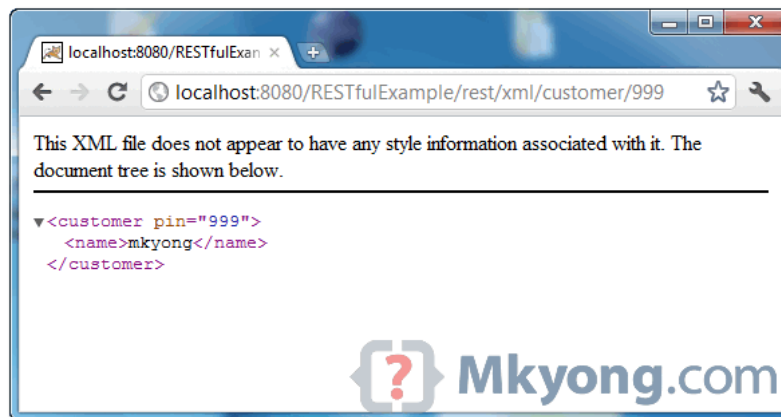 localhost:8080/RESTfulExan
localhost:8080/RESTfulExample/rest/xml/customer/999
This XML file does not appear to have any style information associated with it. The
document tree is shown below.
▼<customer pin="999">
<name>mkyong</name>
</customer>
{?} Mkyong.com